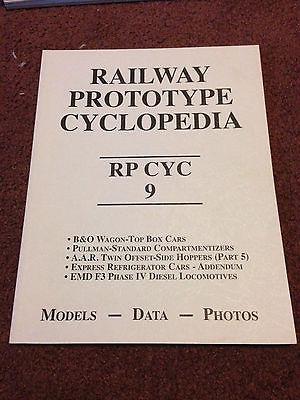 RAILWAY
PROTOTYPE
CYCLOPEDIA
RP CYC
9
• B&O WAGON-TOP BOX CARS
• PULLMAN-STANDARD COMPARTMENTIZERS
• A.A.R. TWIN OFFSET-SIDE HOPPERS (PART 5)
• EXPRESS REFRIGERATOR CARS - ADDENDUM
• EMD F3 PHASE IV DIESEL LOCOMOTIVES
MODELS — DATA — PHOTOS